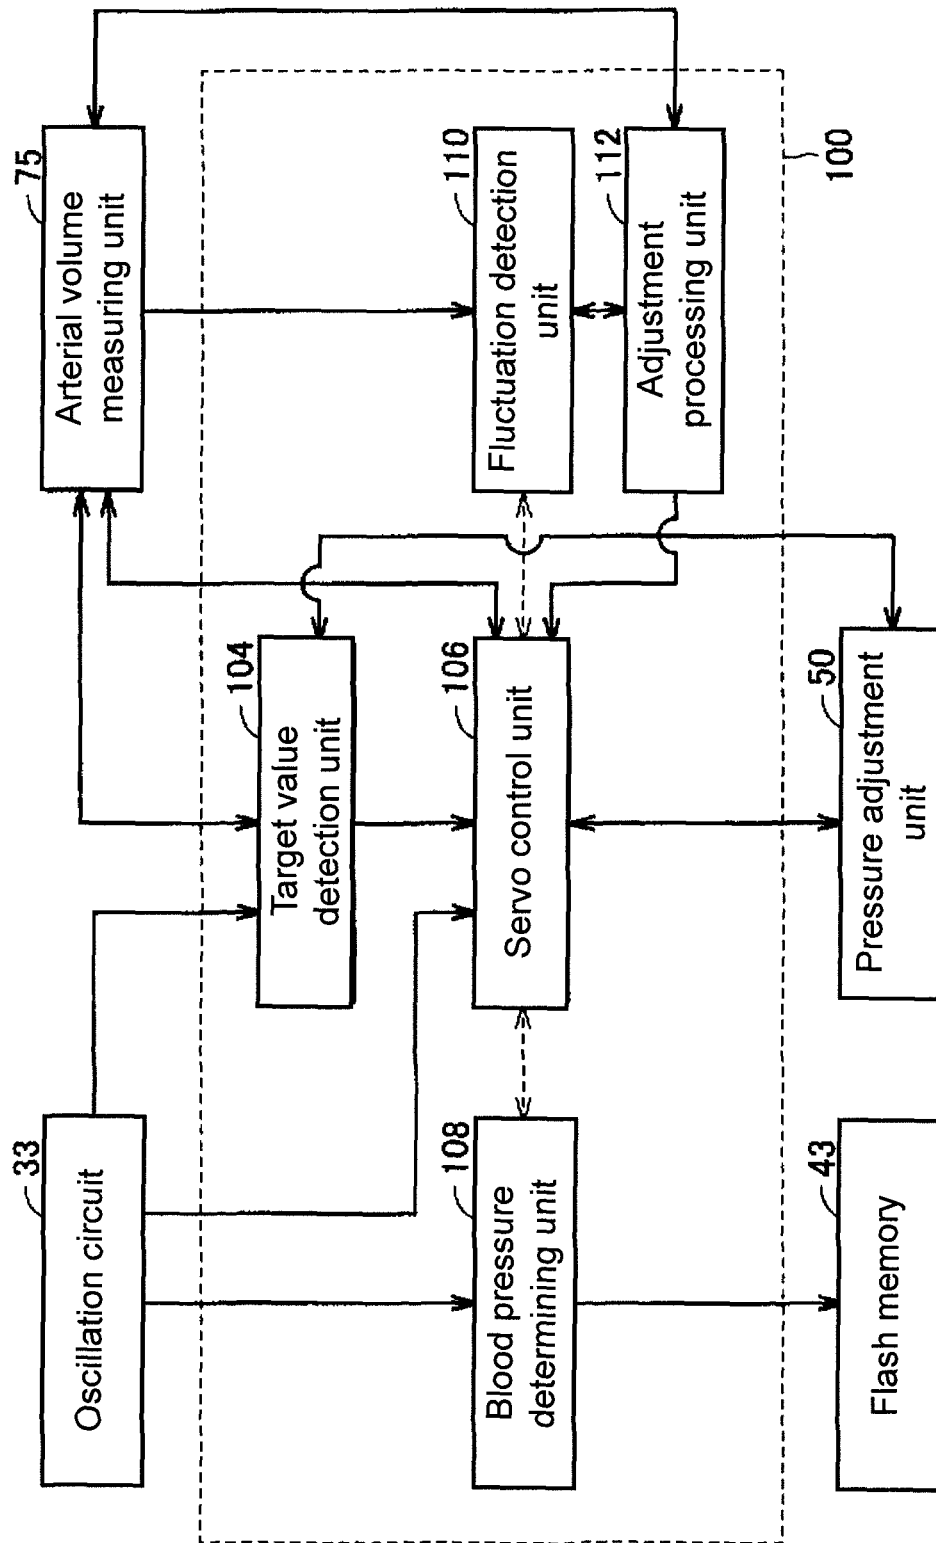 33
Oscillation circuit
75
Arterial volume
measuring unit
104
Target value
detection unit
108
Blood pressure
determining unit
106
Servo control unit
110
Fluctuation detection
unit
112
Adjustment
processing unit
100
43
Flash memory
50
Pressure adjustment
unit